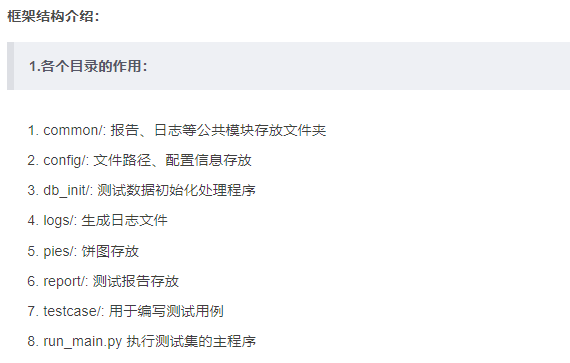 框架结构介绍：
1.各个目录的作用：
1. common/: 报告、日志等公共模块存放文件夹
2. config/: 文件路径、配置信息存放
3. db_init/: 测试数据初始化处理程序
4. logs/: 生成日志文件
5. pies/: 饼图存放
6. report/: 测试报告存放
7. testcase/: 用于编写测试用例
8. run_main.py 执行测试集的主程序